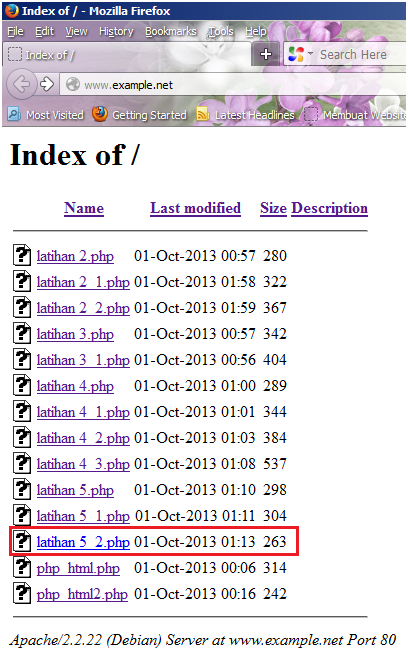 Index of / - Mozilla Firefox
File Edit View History Bookmarks Tools Help
Index of /
www.example.net Search Here
Most Visited Getting Started Latest Headlines Membuat Website
Index of /
Name Last modified Size Description
latihan 2.php 01-Oct-2013 00:57 280
latihan 2_1.php 01-Oct-2013 01:58 322
latihan 2_2.php 01-Oct-2013 01:59 367
latihan 3.php 01-Oct-2013 00:57 342
latihan 3_1.php 01-Oct-2013 00:56 404
latihan 4.php 01-Oct-2013 01:00 289
latihan 4_1.php 01-Oct-2013 01:01 344
latihan 4_2.php 01-Oct-2013 01:03 384
latihan 4_3.php 01-Oct-2013 01:08 537
latihan 5.php 01-Oct-2013 01:10 298
latihan 5_1.php 01-Oct-2013 01:11 304
latihan 5_2.php 01-Oct-2013 01:13 263
php_html.php 01-Oct-2013 00:06 314
php_html2.php 01-Oct-2013 00:16 242
Apache/2.2.22 (Debian) Server at www.example.net Port 80